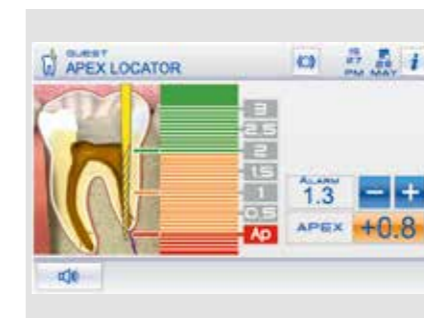 GUEST
APEX LOCATOR
15
27
PM
28
MAY
i
3
2.5
2
1.5
1
0.5
Ap
ALARM
1.3
- +
APEX +0.8